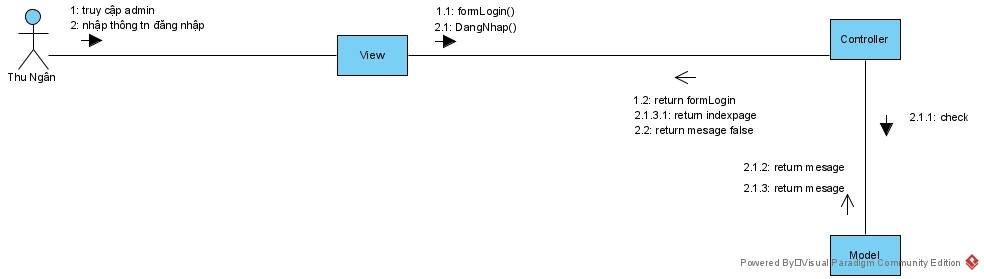 1: truy cập admin
2: nhập thông tn đăng nhập
Thu Ngân
View
1.1: formLogin()
2.1: DangNhap()
Controller
1.2: return formLogin
2.1.3.1: return indexpage
2.2: return mesage false
2.1.1: check
2.1.2: return mesage
2.1.3: return mesage
Model
Powered By Visual Paradigm Community Edition